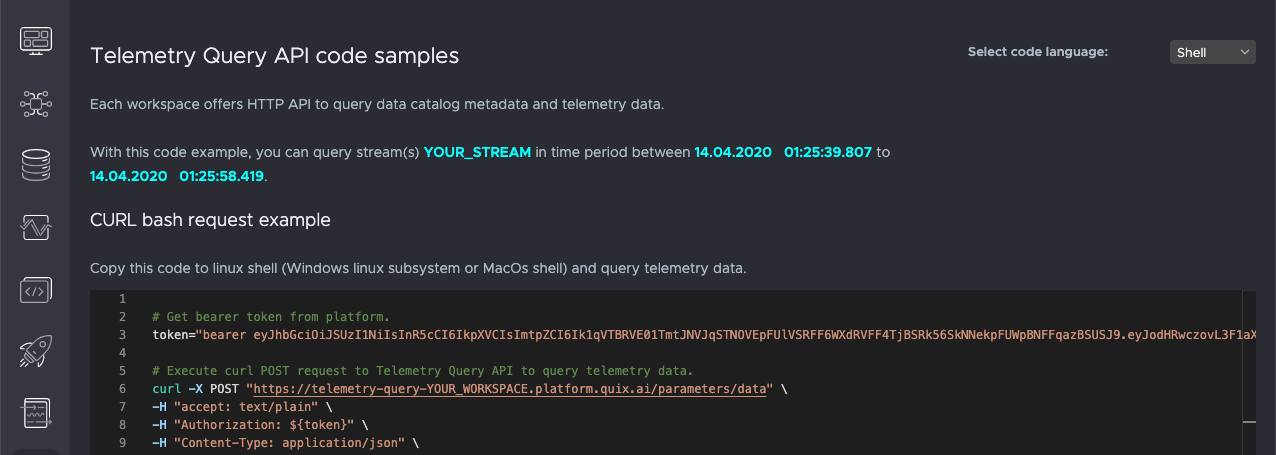 Telemetry Query API code samples
Select code language:
Shell
Each workspace offers HTTP API to query data catalog metadata and telemetry data.
With this code example, you can query stream(s) YOUR_STREAM in time period between 14.04.2020 01:25:39.807 to
14.04.2020 01:25:58.419.
CURL bash request example
Copy this code to linux shell (Windows linux subsystem or MacOs shell) and query telemetry data.
1
2 # Get bearer token from platform.
3 token="bearer eyJhbGciOiJSUzI1NiIsInR5cCI6IkpXVCIsImtpZCI6Ik1qVTBRVE01TmtJNVJqSTNOVEpFUlVSRFF6WXdRVFF4TjBSRk56SkNNekpFUWpBNFFqazBSUSJ9.eyJodHRwczovL3F1aX
4
5 # Execute curl POST request to Telemetry Query API to query telemetry data.
6 curl -X POST "https://telemetry-query-YOUR_WORKSPACE.platform.quix.ai/parameters/data" \
7 -H "accept: text/plain" \
8 -H "Authorization: ${token}" \
9 -H "Content-Type: application/json" \